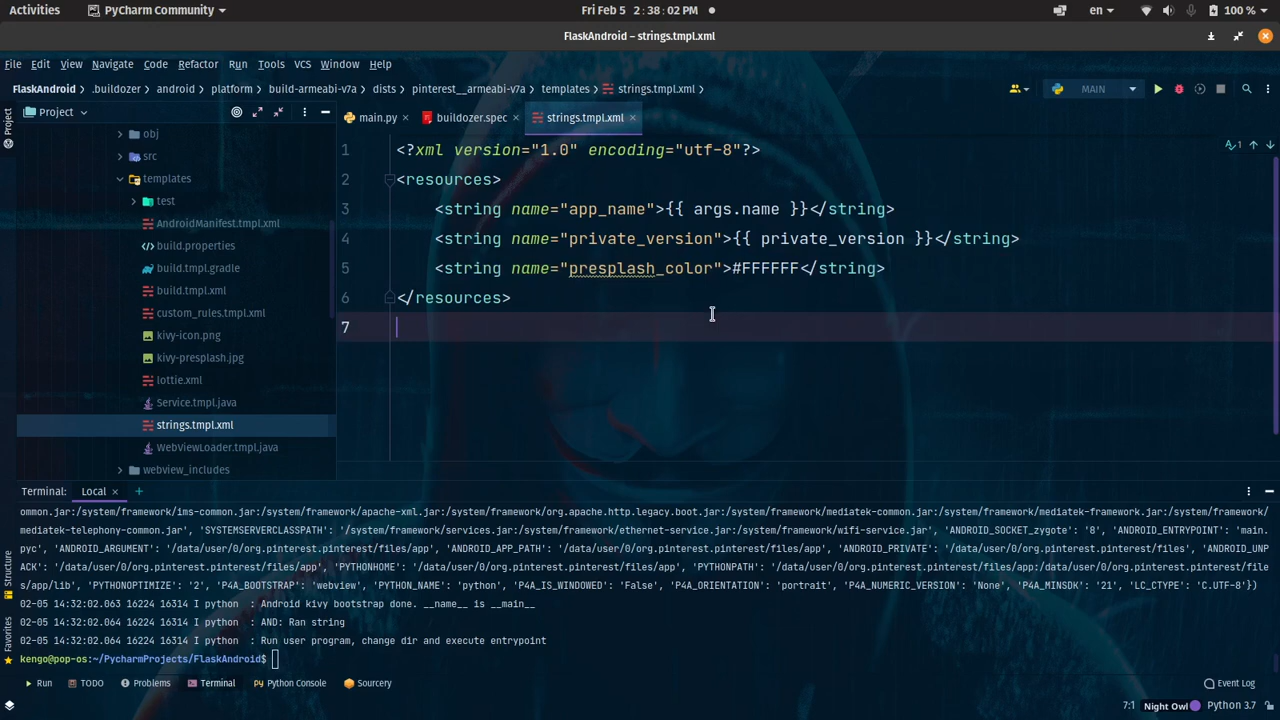 Activities PyCharm Community Fri Feb 5 2:38:02 PM en 100 %
FlaskAndroid – strings.tmpl.xml
File Edit View Navigate Code Refactor Run Tools VCS Window Help
FlaskAndroid .buildozer android platform build-armeabi-v7a dists pinterest__armeabi-v7a templates strings.tmpl.xml MAIN
Project
Project
main.py
buildozer.spec
strings.tmpl.xml
obj
src
templates
test
AndroidManifest.tmpl.xml
build.properties
build.tmpl.gradle
build.tmpl.xml
custom_rules.tmpl.xml
kivy-icon.png
kivy-presplash.jpg
lottie.xml
Service.tmpl.java
strings.tmpl.xml
WebViewLoader.tmpl.java
webview_includes
1 <?xml version="1.0" encoding="utf-8"?>
2 <resources>
3 <string name="app_name">{{ args.name }}</string>
4 <string name="private_version">{{ private_version }}</string>
5 <string name="presplash_color">#FFFFFF</string>
6 </resources>
7
1
Structure
Favorites
Terminal: Local
ommon.jar:/system/framework/ims-common.jar:/system/framework/apache-xml.jar:/system/framework/org.apache.http.legacy.boot.jar:/system/framework/mediatek-common.jar:/system/framework/mediatek-framework.jar:/system/framework/
mediatek-telephony-common.jar', 'SYSTEMSERVERCLASSPATH': '/system/framework/services.jar:/system/framework/ethernet-service.jar:/system/framework/wifi-service.jar', 'ANDROID_SOCKET_zygote': '8', 'ANDROID_ENTRYPOINT': 'main.
pyc', 'ANDROID_ARGUMENT': '/data/user/0/org.pinterest.pinterest/files/app', 'ANDROID_APP_PATH': '/data/user/0/org.pinterest.pinterest/files/app', 'ANDROID_PRIVATE': '/data/user/0/org.pinterest.pinterest/files', 'ANDROID_UNP
ACK': '/data/user/0/org.pinterest.pinterest/files/app', 'PYTHONHOME': '/data/user/0/org.pinterest.pinterest/files/app', 'PYTHONPATH': '/data/user/0/org.pinterest.pinterest/files/app:/data/user/0/org.pinterest.pinterest/file
s/app/lib', 'PYTHONOPTIMIZE': '2', 'P4A_BOOTSTRAP': 'webview', 'PYTHON_NAME': 'python', 'P4A_IS_WINDOWED': 'False', 'P4A_ORIENTATION': 'portrait', 'P4A_NUMERIC_VERSION': 'None', 'P4A_MINSDK': '21', 'LC_CTYPE': 'C.UTF-8'})
02-05 14:32:02.063 16224 16314 I python : Android kivy bootstrap done. __name__ is __main__
02-05 14:32:02.064 16224 16314 I python : AND: Ran string
02-05 14:32:02.064 16224 16314 I python : Run user program, change dir and execute entrypoint
kengo@pop-os:~/PycharmProjects/FlaskAndroid$
Run TODO Problems Terminal Python Console Sourcery Event Log
7:1 Night Owl Python 3.7